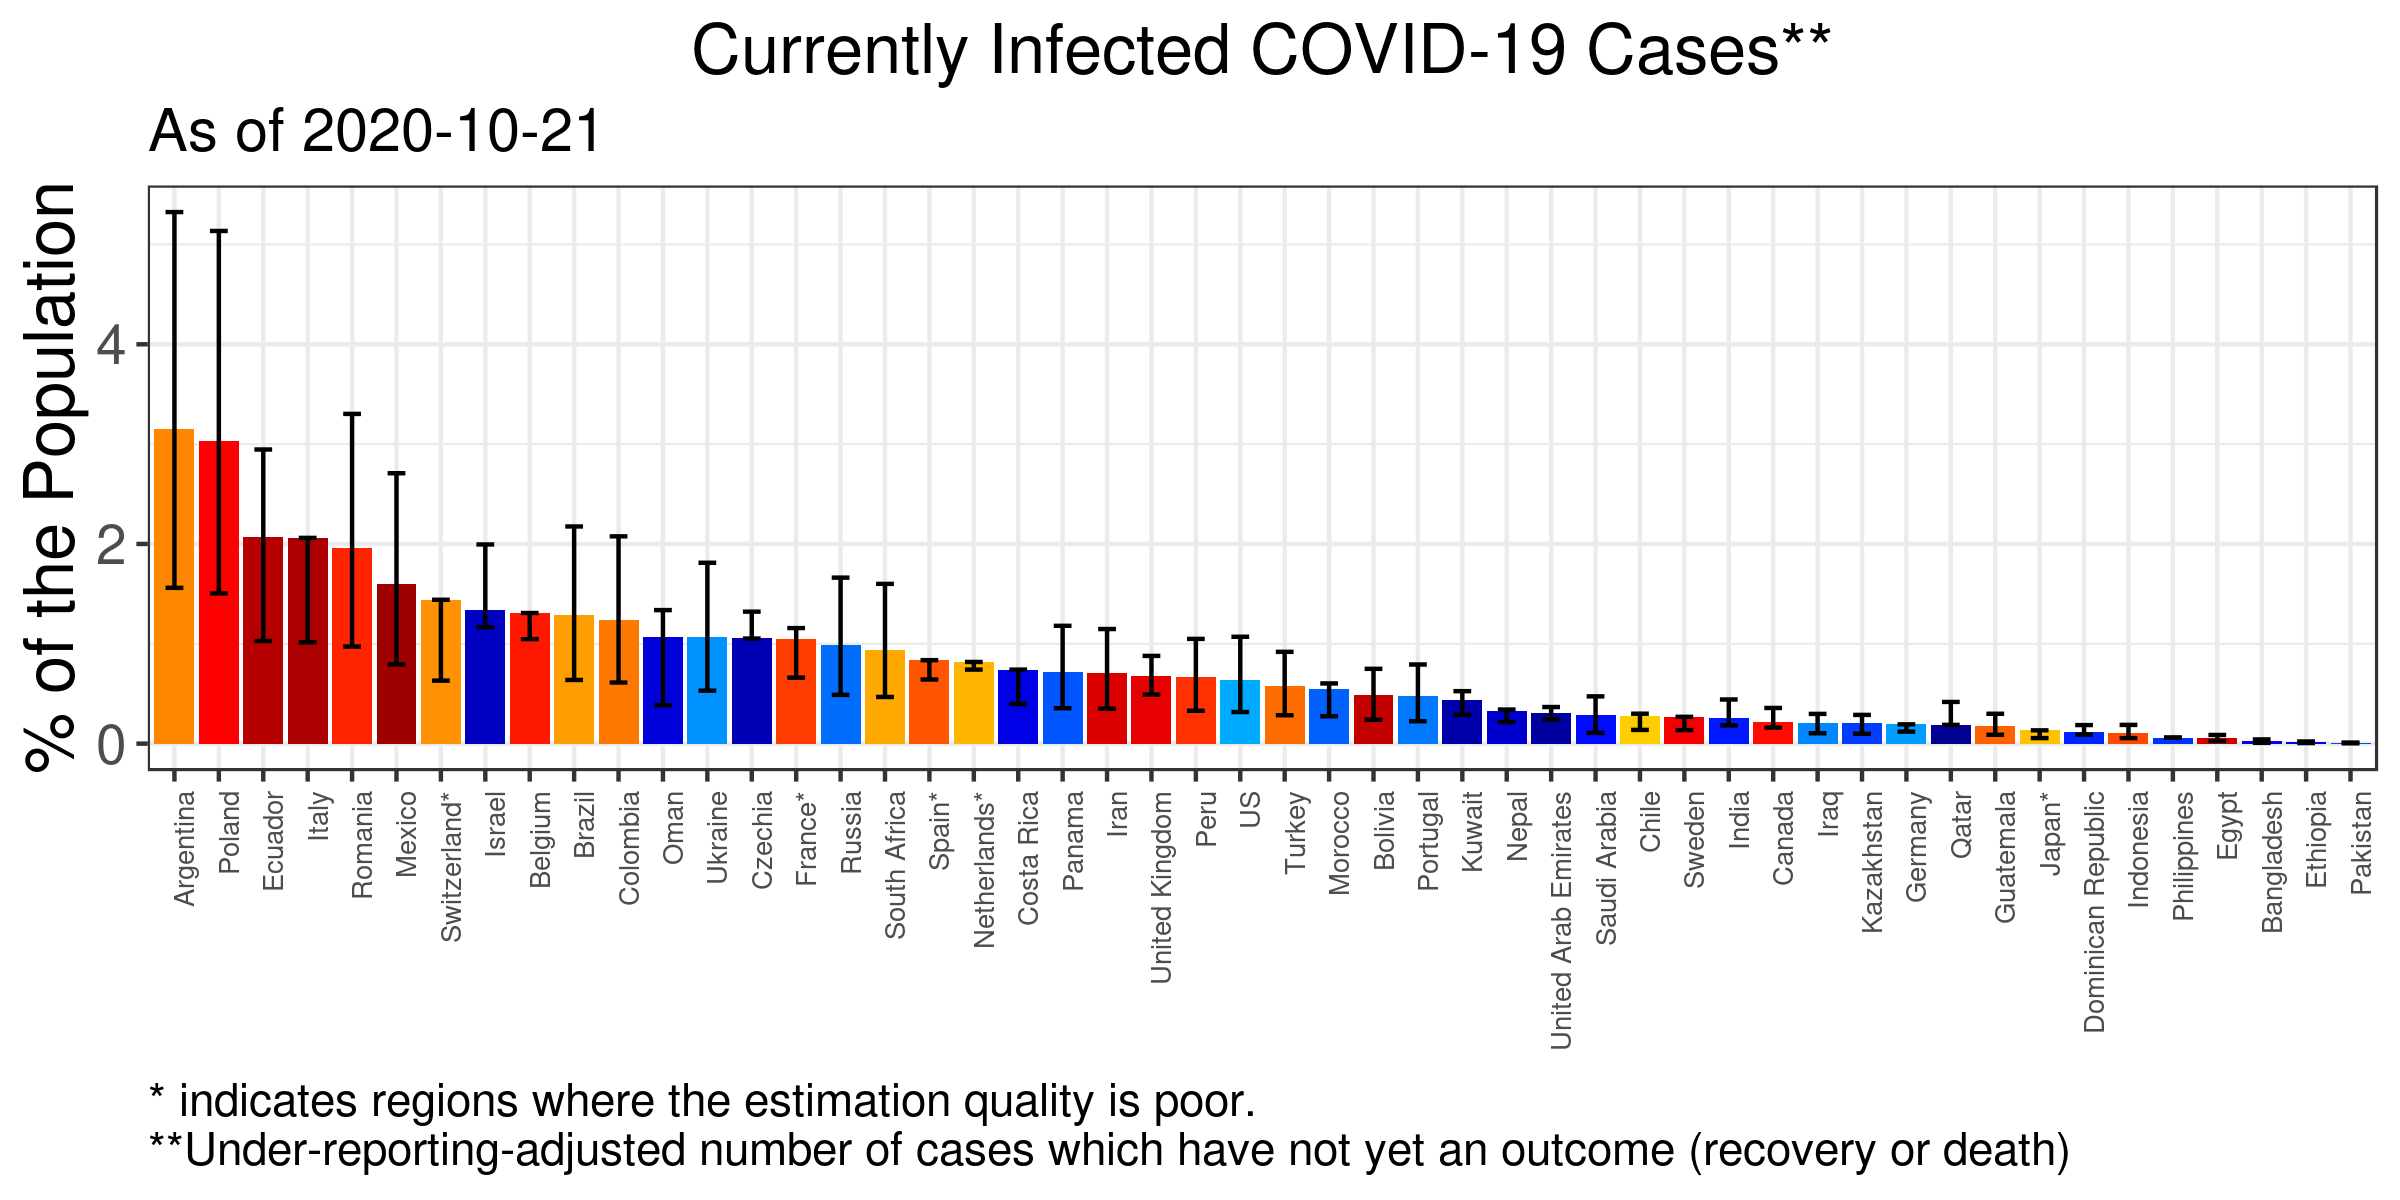 Currently Infected COVID-19 Cases**
As of 2020-10-21
% of the Population
4
2
0
Argentina
Poland
Ecuador
Italy
Romania
Mexico
Switzerland*
Israel
Belgium
Brazil
Colombia
Oman
Ukraine
Czechia
France*
Russia
South Africa
Spain*
Netherlands*
Costa Rica
Panama
Iran
United Kingdom
Peru
US
Turkey
Morocco
Bolivia
Portugal
Kuwait
Nepal
United Arab Emirates
Saudi Arabia
Chile
Sweden
India
Canada
Iraq
Kazakhstan
Germany
Qatar
Guatemala
Japan*
Dominican Republic
Indonesia
Philippines
Egypt
Bangladesh
Ethiopia
Pakistan
* indicates regions where the estimation quality is poor.
**Under-reporting-adjusted number of cases which have not yet an outcome (recovery or death)